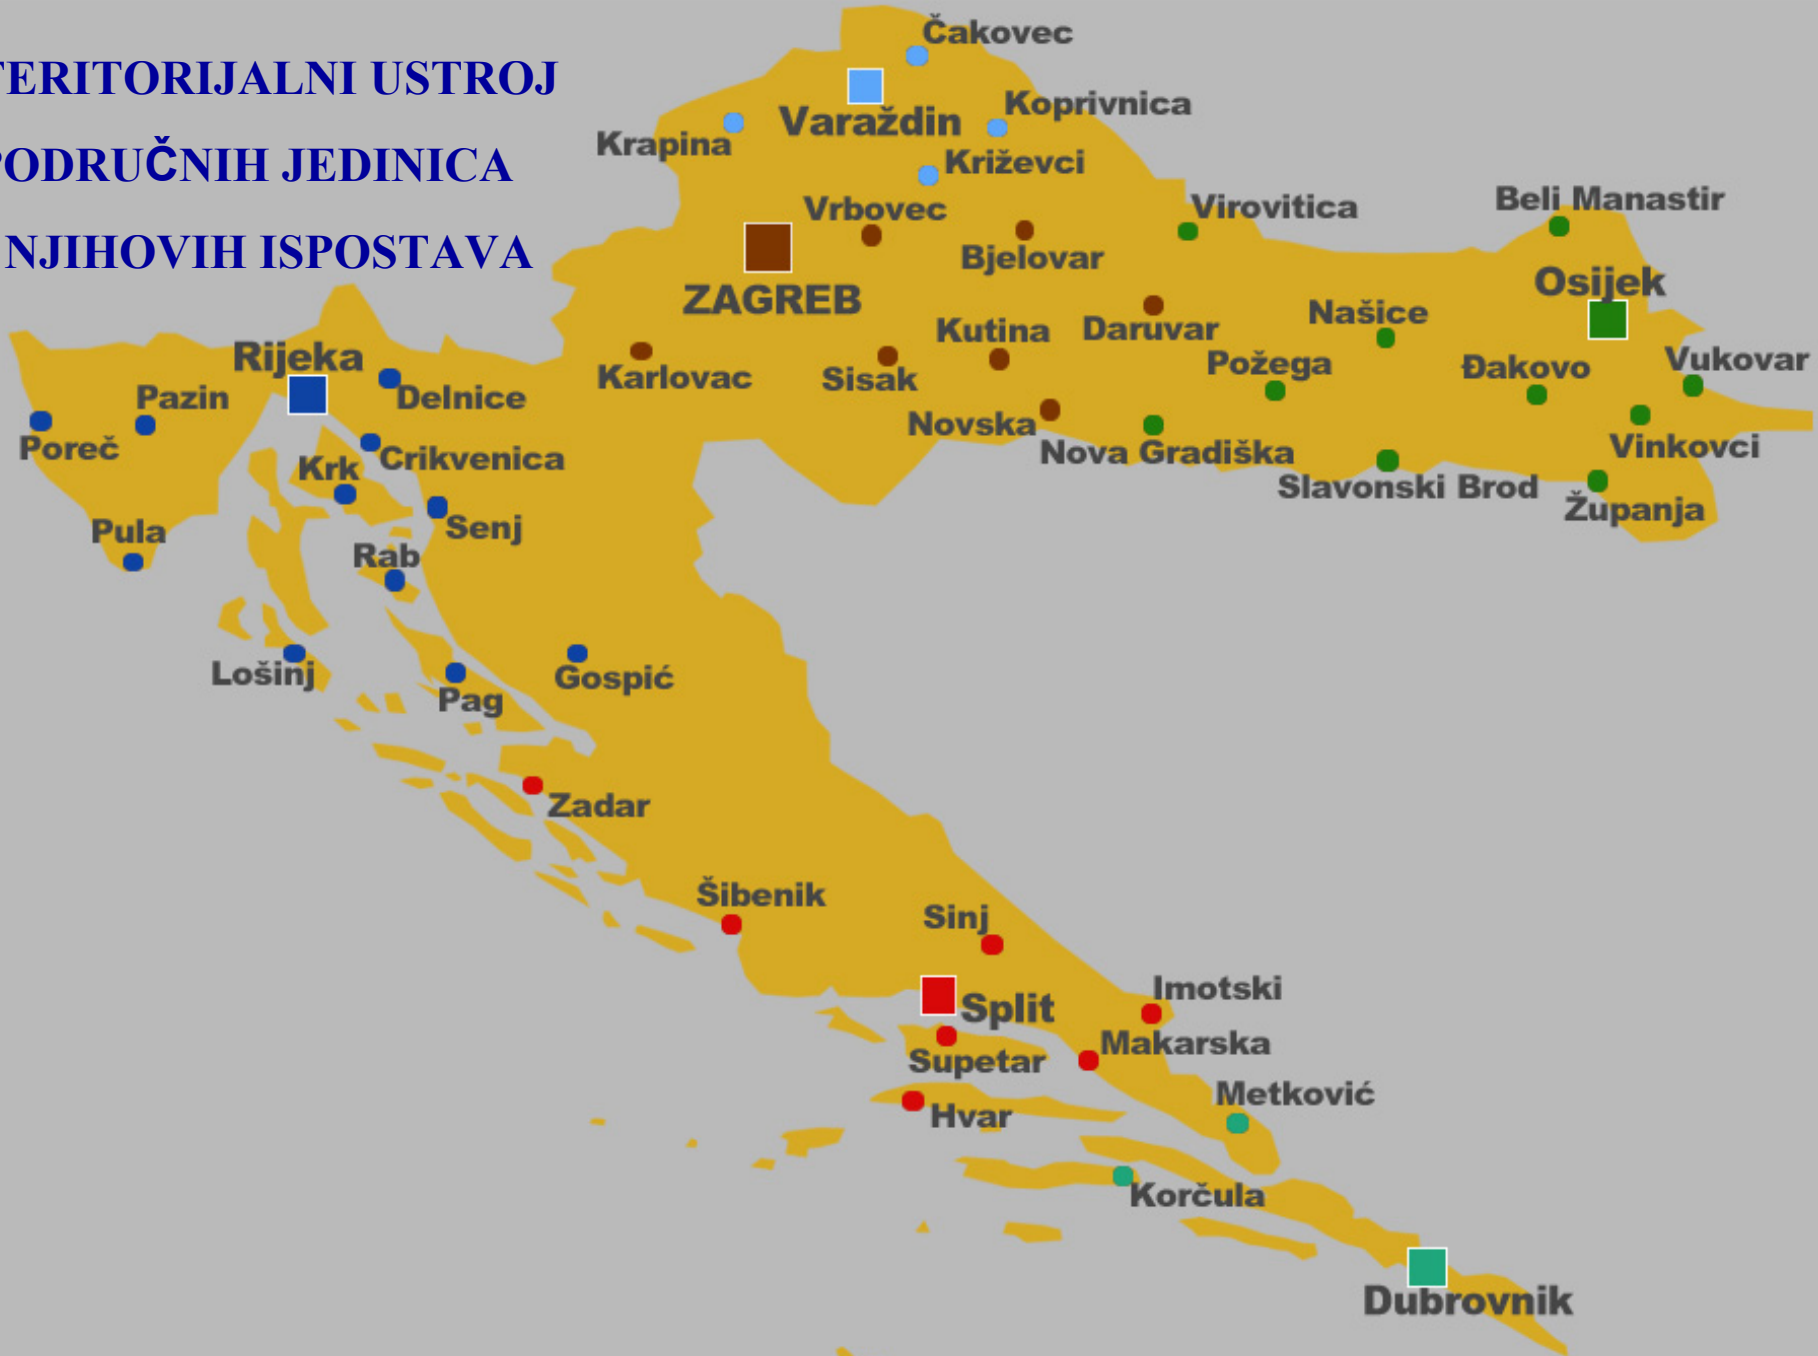 TERITORIJALNI USTROJ
PODRUČNIH JEDINICA
NJIHOVIH ISPOSTAVA
Čakovec
Varaždin
Koprivnica
Krapina
Križevci
Vrbovec
Virovitica
Beli Manastir
Bjelovar
ZAGREB
Osijek
Našice
Kutina
Daruvar
Rijeka
Vukovar
Požega
Đakovo
Karlovac
Sisak
Pazin
Delnice
Novska
Poreč
Vinkovci
Nova Gradiška
Crikvenica
Krk
Slavonski Brod
Županja
Senj
Pula
Rab
Lošinj
Gospić
Pag
Zadar
Šibenik
Sinj
Imotski
Split
Makarska
Supetar
Metković
Hvar
Korčula
Dubrovnik